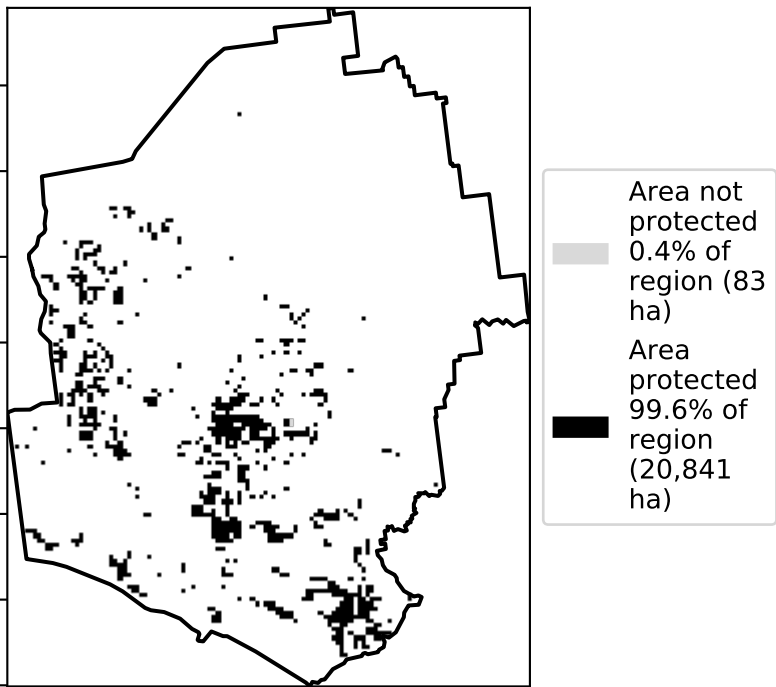 Area not
protected
0.4% of
region (83
ha)
Area
protected
99.6% of
region
(20,841
ha)